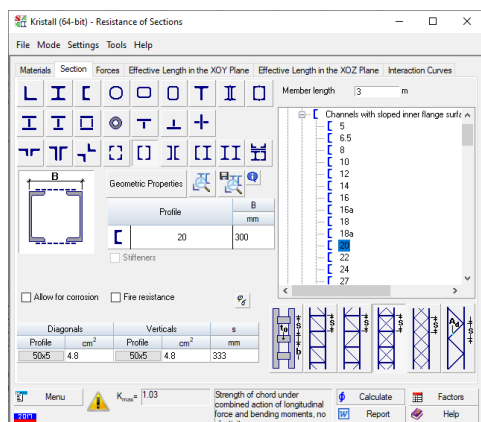 Kristall (64-bit) - Resistance of Sections
File Mode Settings Tools Help
Materials Section Forces Effective Length in the XOY Plane Effective Length in the XOZ Plane Interaction Curves
Member length 3 m
Channels with sloped inner flange surfa
5
6.5
8
10
12
14
16
16a
18
18a
20
22
24
27
B
Geometric Properties
Profile B
mm
20 300
Stiffeners
Allow for corrosion Fire resistance
Diagonals Verticals s
Profile cm2 Profile cm2 mm
50x5 4.8 50x5 4.8 333
Menu Kmax= 1.03 Strength of chord under
combined action of longitudinal
force and bending moments, no
Calculate Factors
Report Help